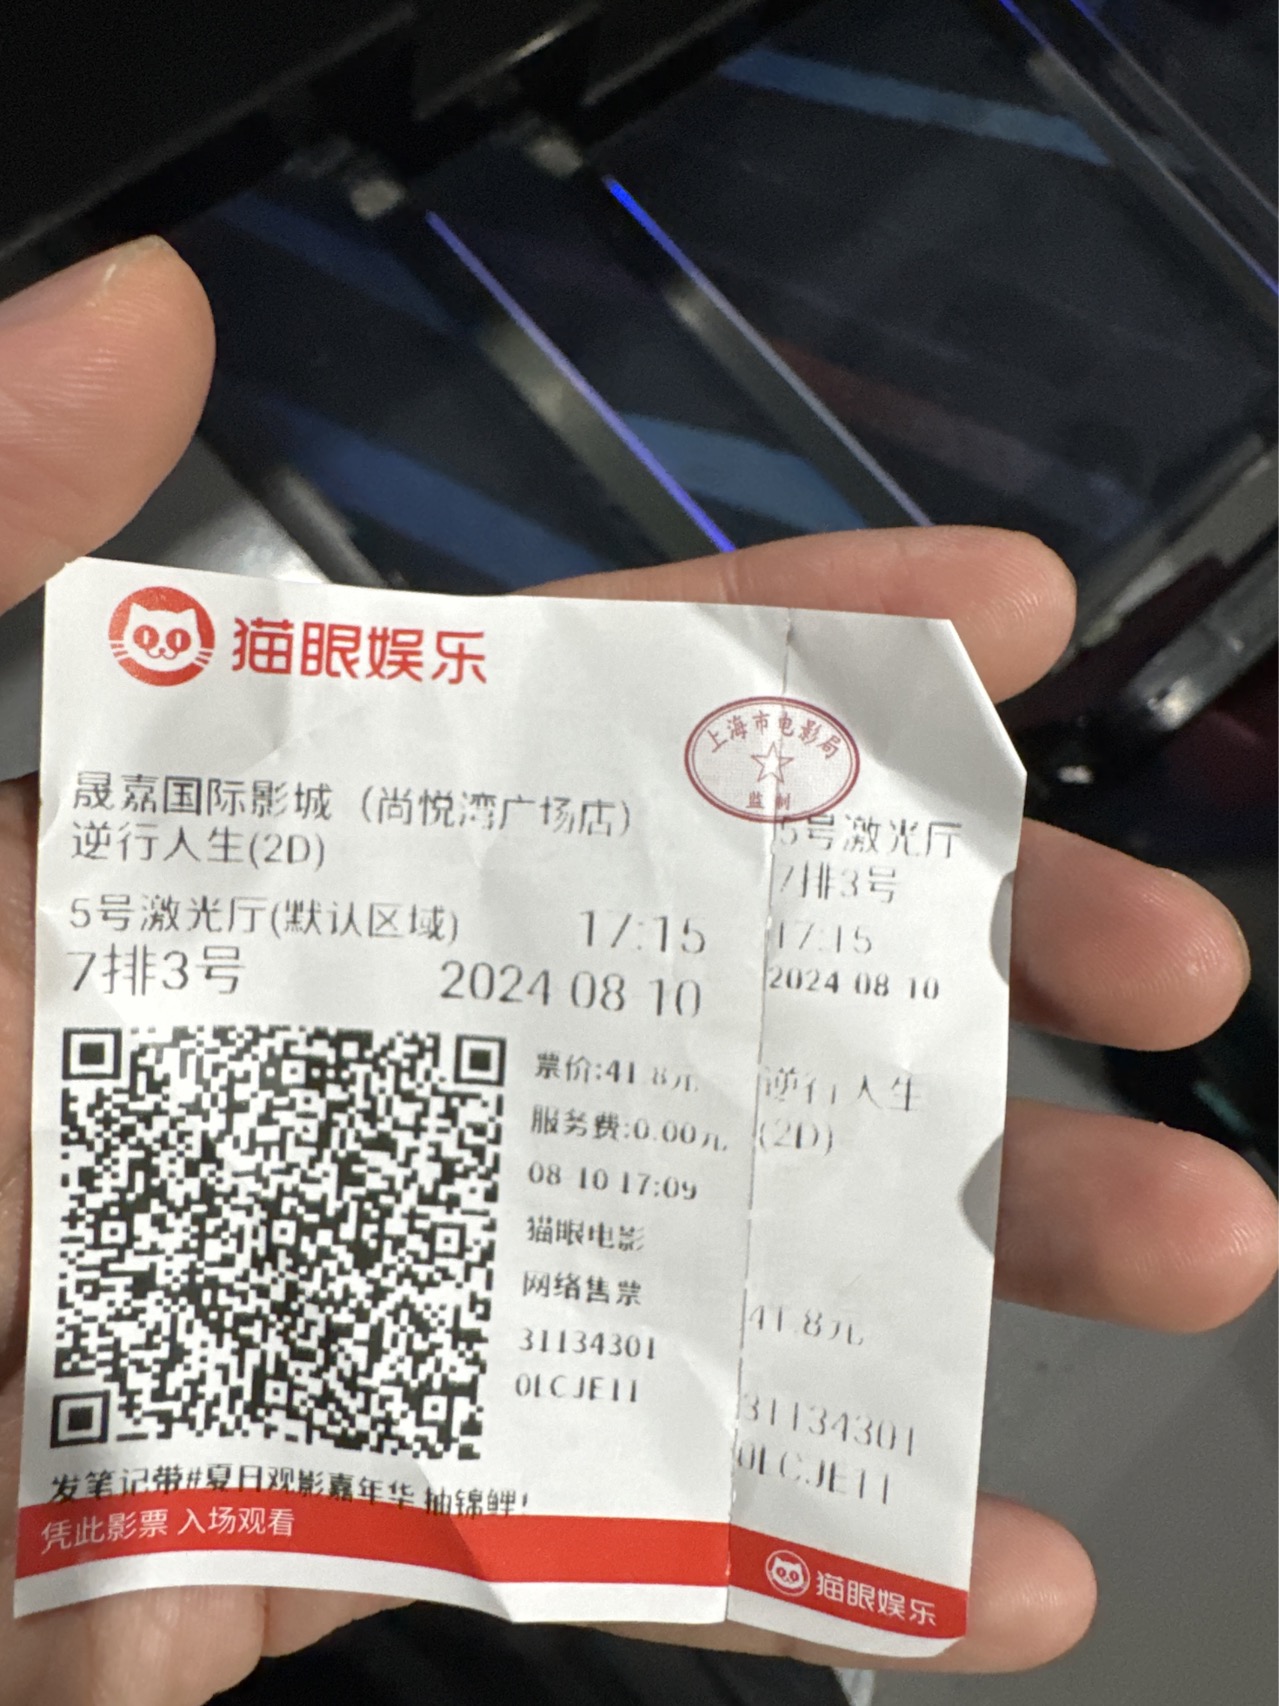 猫眼娱乐
上海市电影局
监制
晟嘉国际影城（尚悦湾广场店）
逆行人生(2D)
5号激光厅(默认区域) 17:15
7排3号 2024 08 10
票价:41.8元
服务费:0.00元
08 10 17:09
猫眼电影
网络售票
31134301
0LCJE11
发笔记带#夏日观影嘉年华 抽锦鲤!
凭此影票 入场观看
5号激光厅
7排3号
17:15
2024 08 10
逆行人生
(2D)
41.8元
31134301
0LCJE11
猫眼娱乐